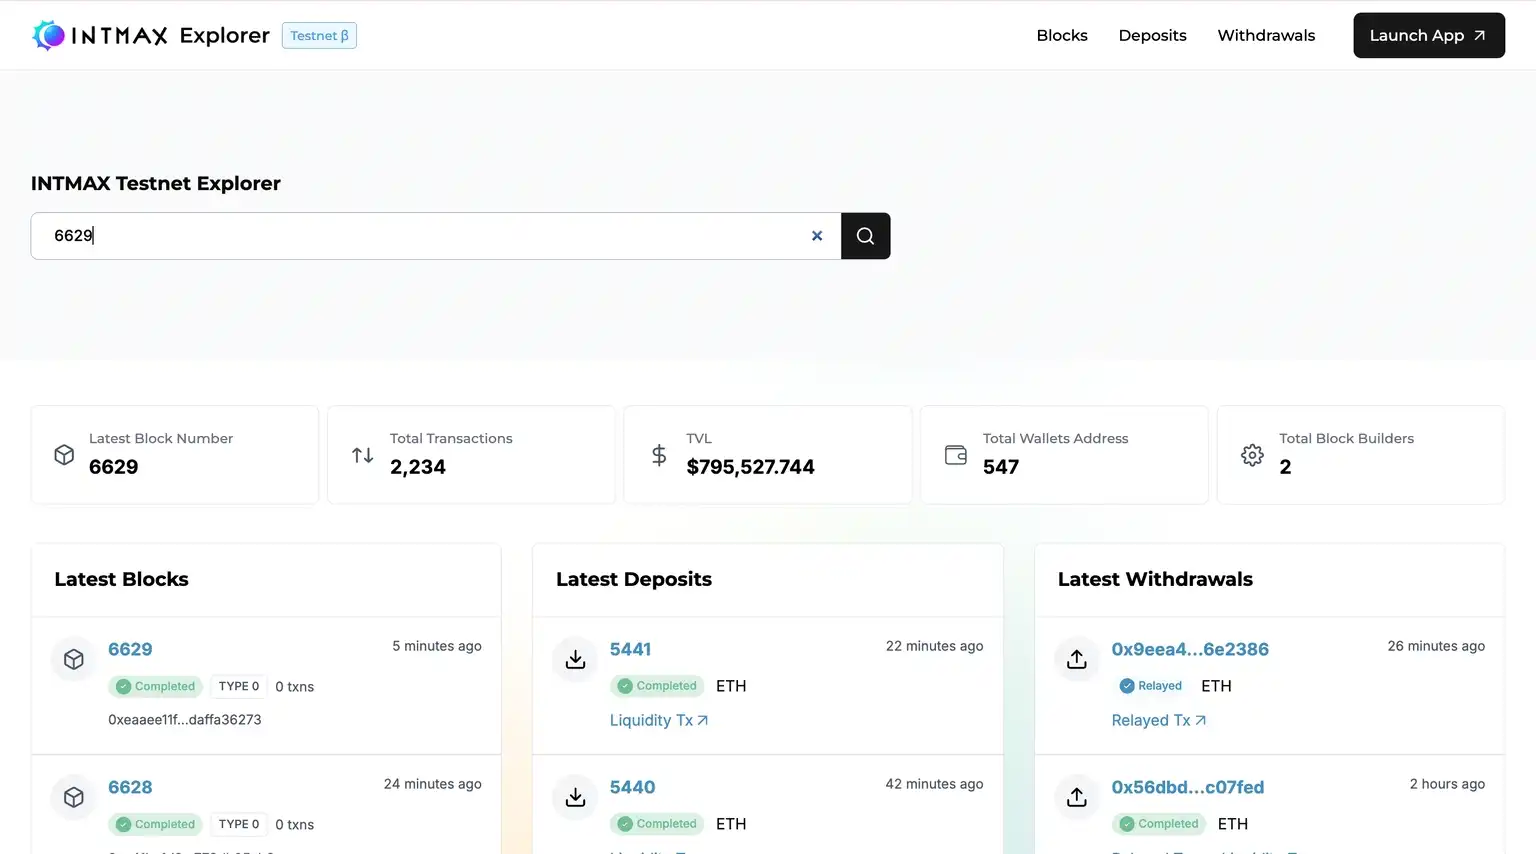 INTMAX Explorer Testnet β
Blocks Deposits Withdrawals Launch App
INTMAX Testnet Explorer
6629
Latest Block Number
6629
Total Transactions
2,234
TVL
$795,527.744
Total Wallets Address
547
Total Block Builders
2
Latest Blocks
6629 5 minutes ago
Completed TYPE 0 0 txns
0xeaaee11f...daffa36273
6628 24 minutes ago
Completed TYPE 0 0 txns
Latest Deposits
5441 22 minutes ago
Completed ETH
Liquidity Tx
5440 42 minutes ago
Completed ETH
Latest Withdrawals
0x9eea4...6e2386 26 minutes ago
Relayed ETH
Relayed Tx
0x56dbd...c07fed 2 hours ago
Completed ETH